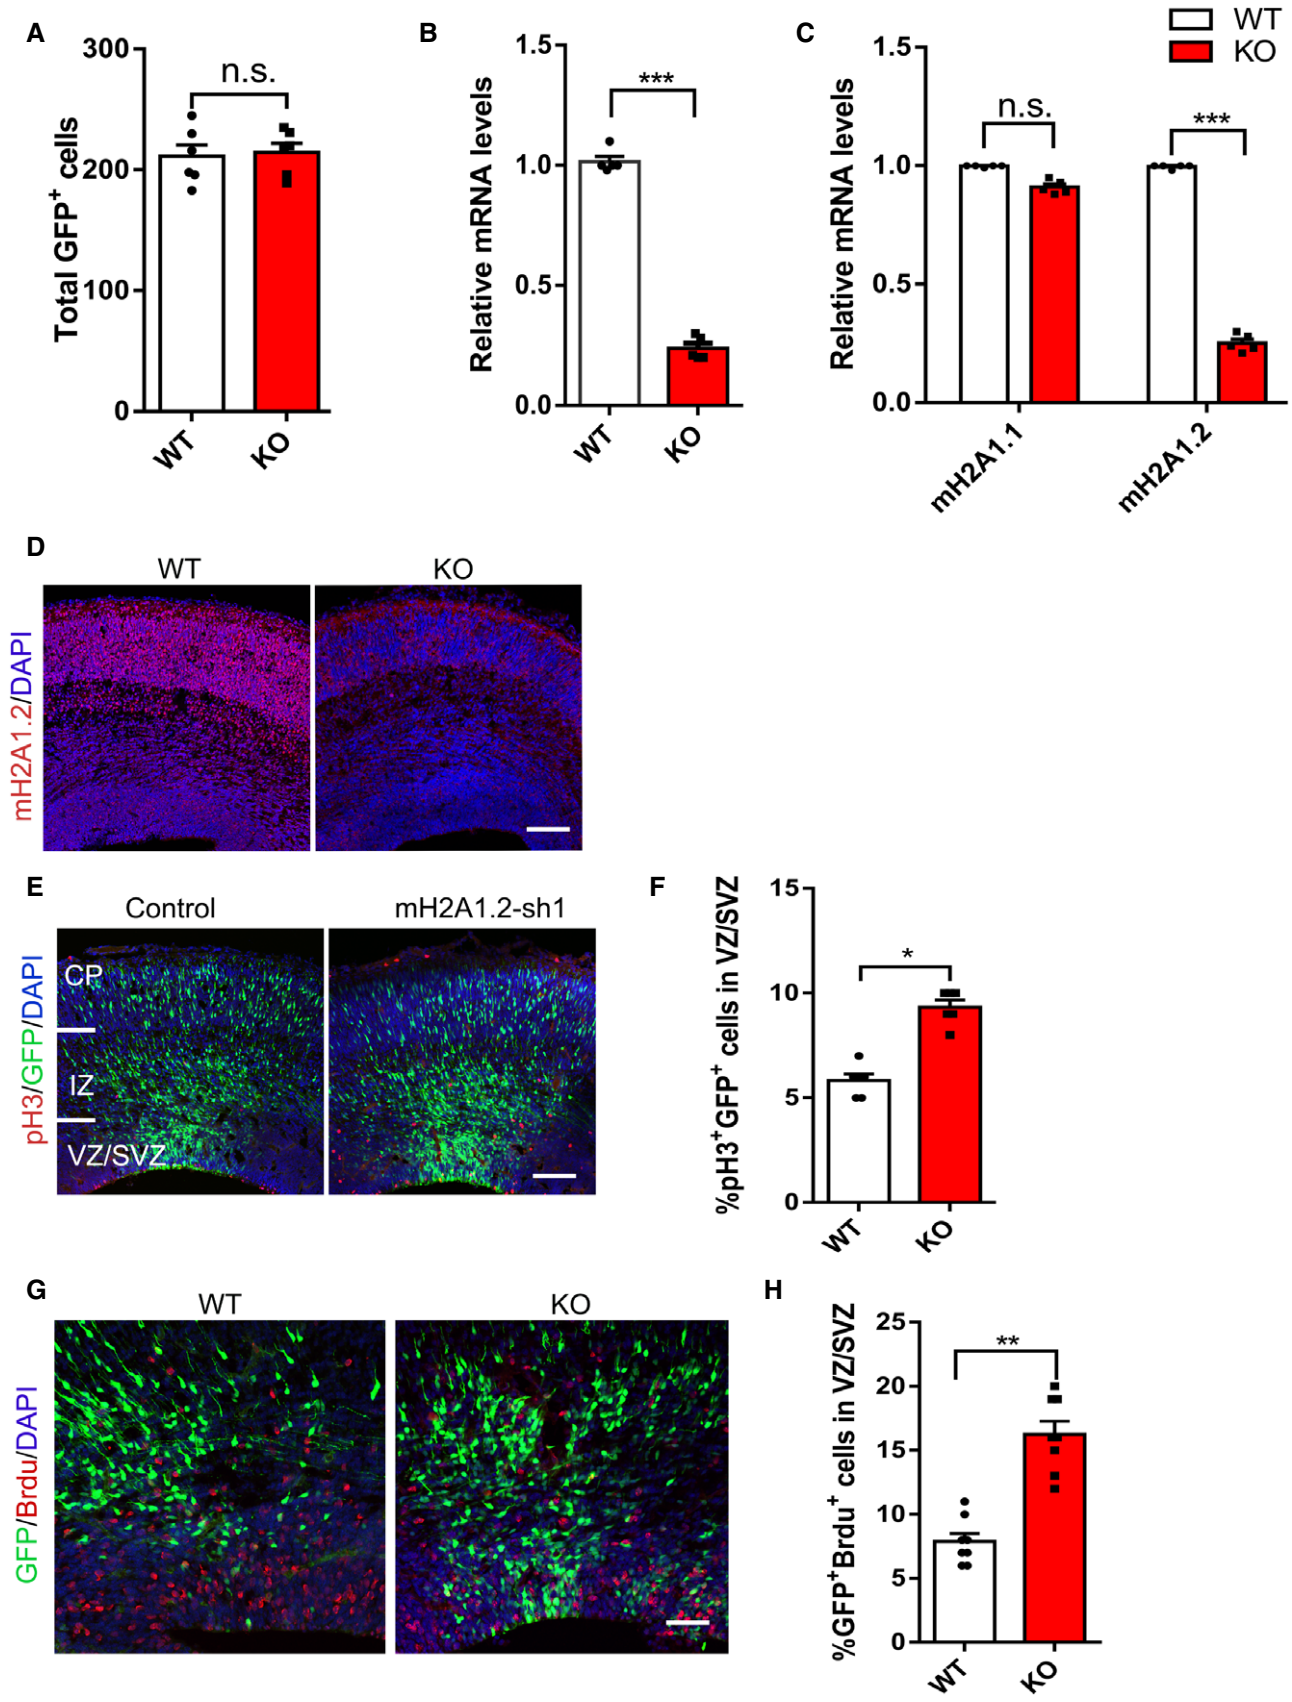 A
Total GFP+ cells
300
200
100
0
n.s.
WT
KO
B
Relative mRNA levels
1.5
1.0
0.5
0.0
***
WT
KO
C
Relative mRNA levels
1.5
1.0
0.5
0.0
n.s.
***
mH2A1.1
mH2A1.2
WT
KO
D
WT
KO
mH2A1.2/DAPI
E
Control
mH2A1.2-sh1
pH3/GFP/DAPI
CP
IZ
VZ/SVZ
F
%pH3+GFP+ cells in VZ/SVZ
15
10
5
0
*
WT
KO
G
WT
KO
GFP/Brdu/DAPI
H
%GFP+Brdu+ cells in VZ/SVZ
25
20
15
10
5
0
**
WT
KO